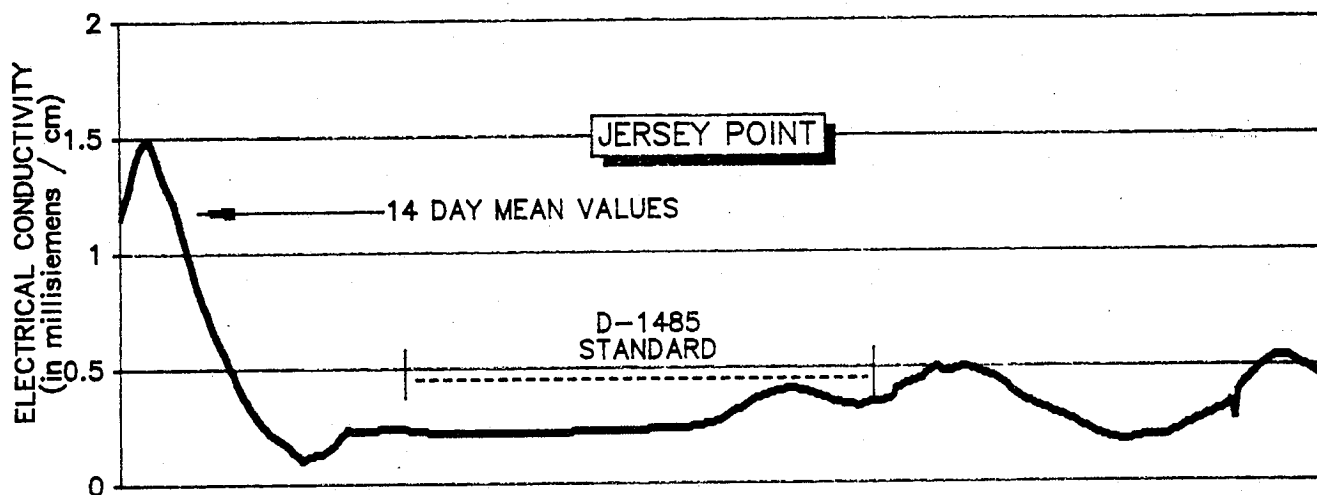 ELECTRICAL CONDUCTIVITY
(in millisiemens / cm)
2
1.5
1
0.5
0
JERSEY POINT
14 DAY MEAN VALUES
D-1485
STANDARD